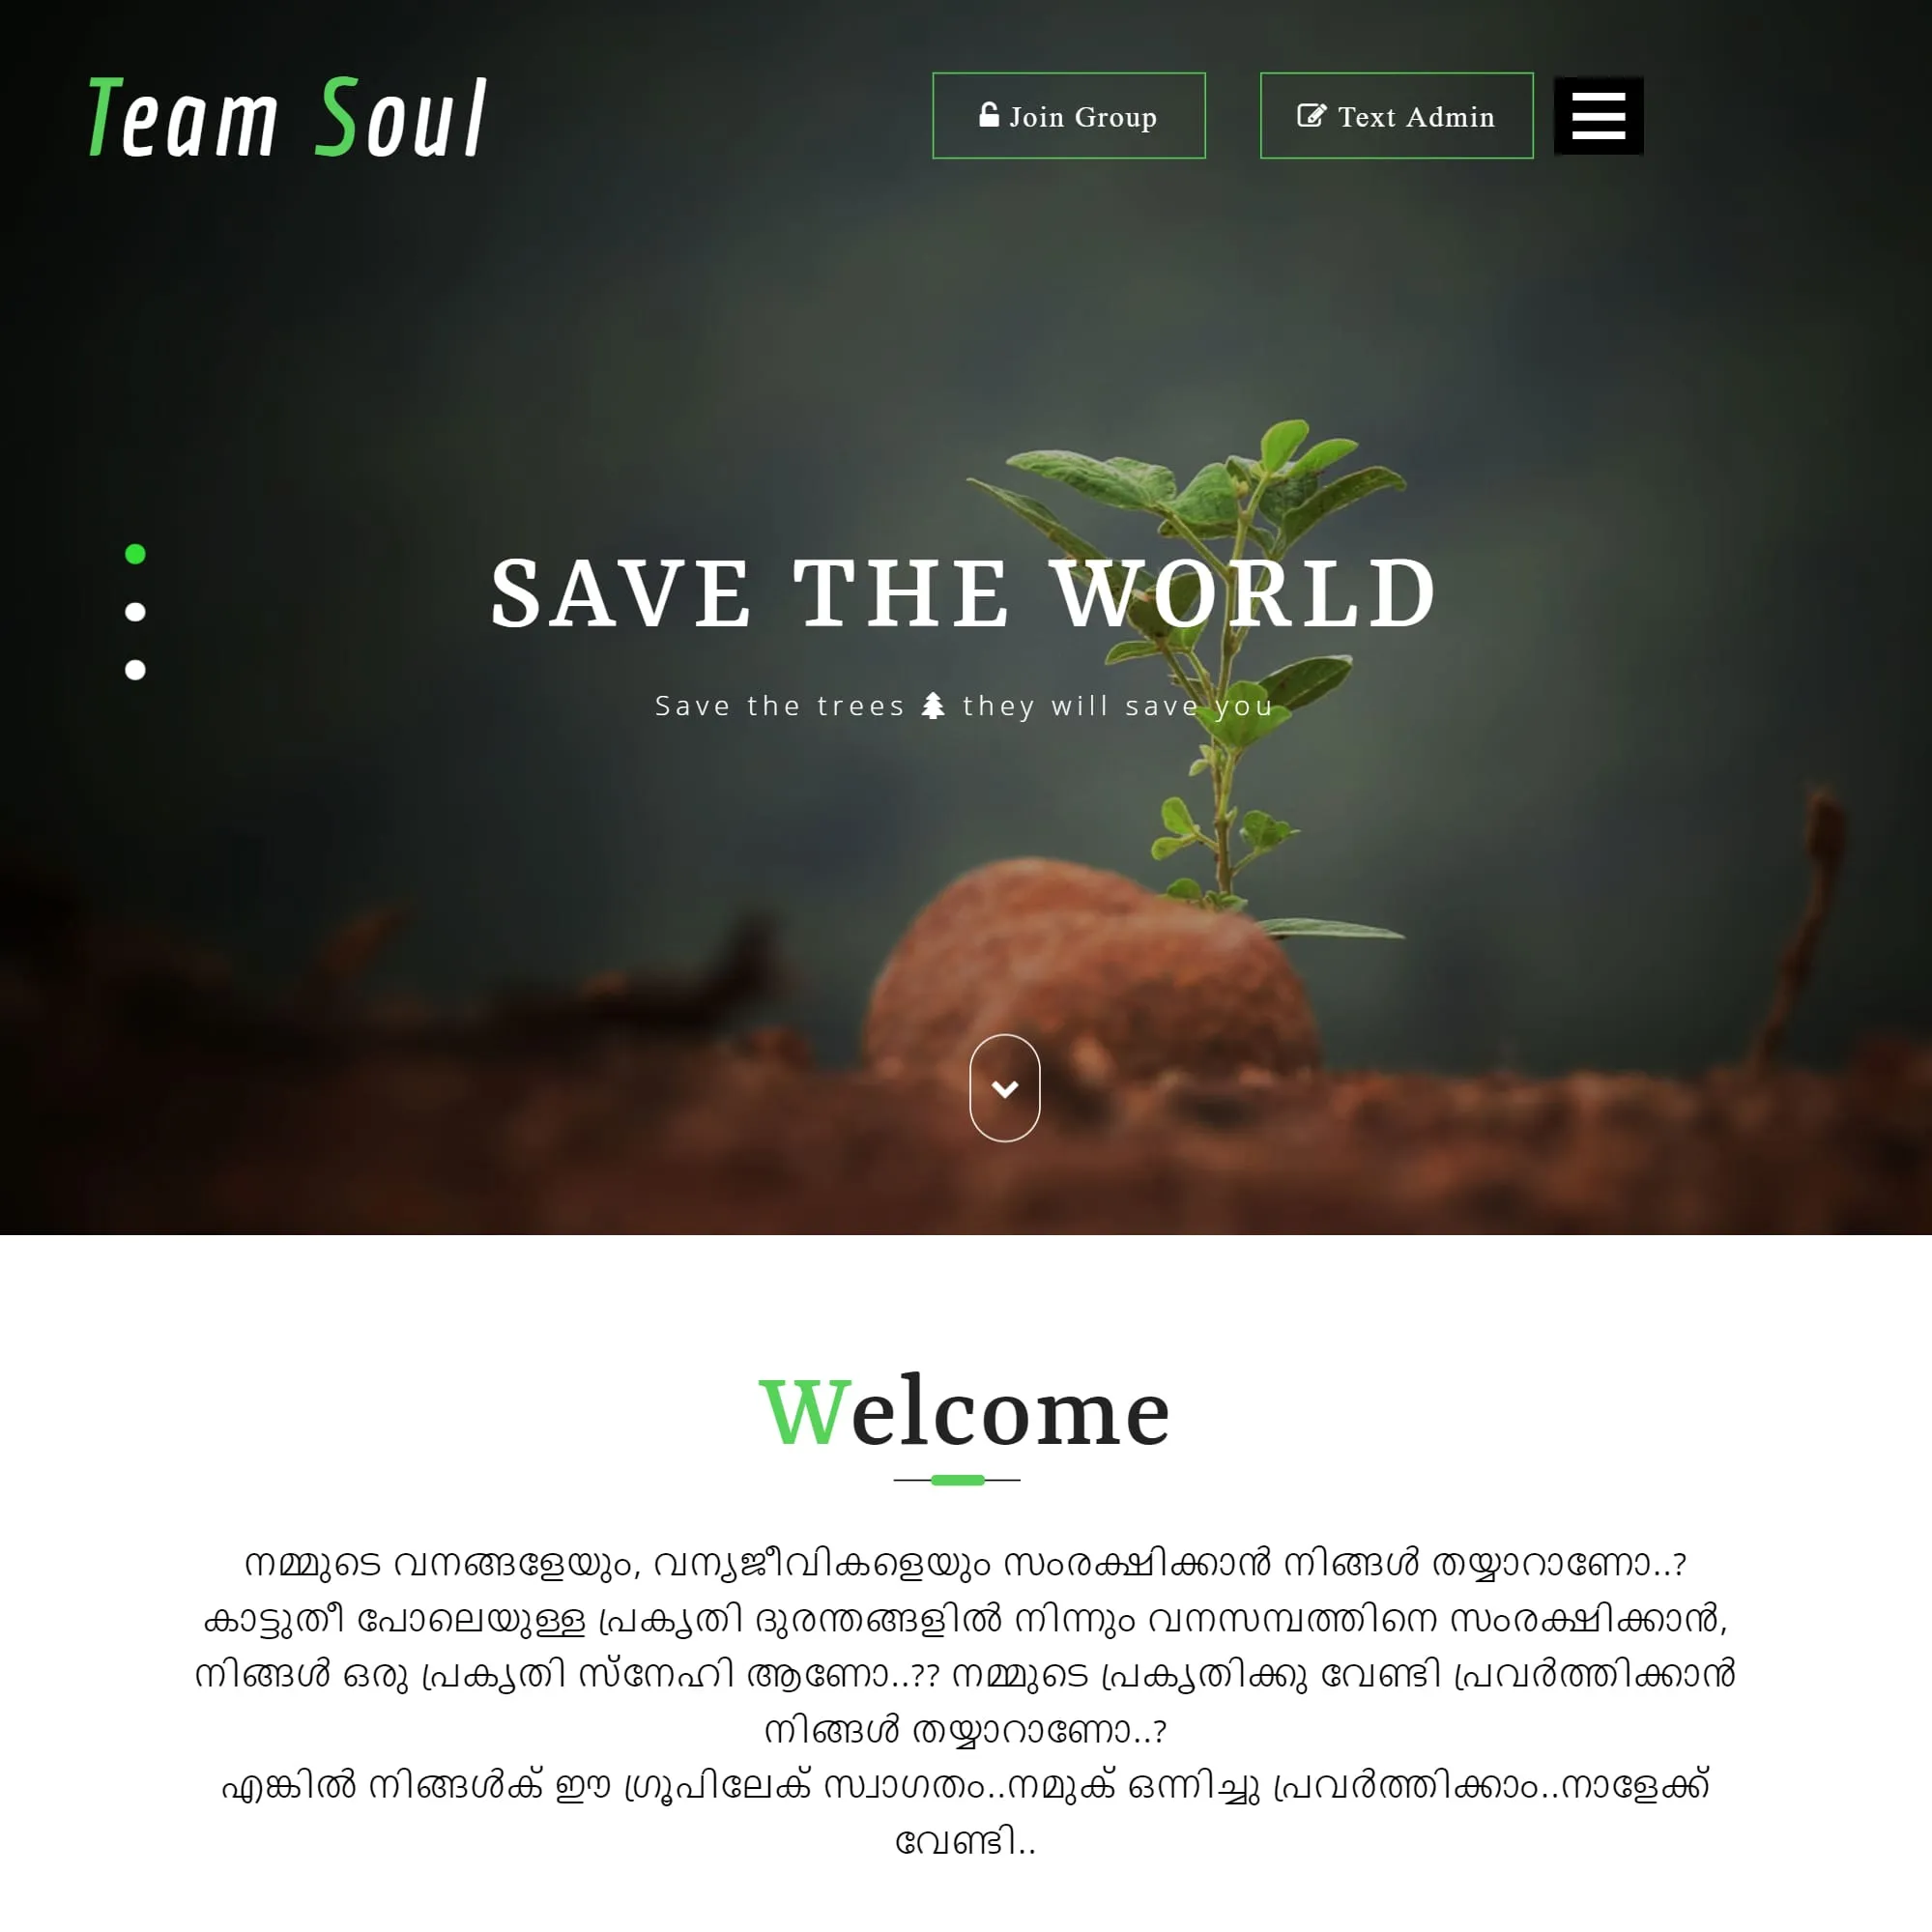 Team Soul
Join Group
Text Admin
SAVE THE WORLD
Save the trees they will save you
Welcome
നമ്മുടെ വനങ്ങളേയും, വന്യജീവികളെയും സംരക്ഷിക്കാൻ നിങ്ങൾ തയ്യാറാണോ..?
കാട്ടുതീ പോലെയുള്ള പ്രകൃതി ദുരന്തങ്ങളിൽ നിന്നും വനസമ്പത്തിനെ സംരക്ഷിക്കാൻ,
നിങ്ങൾ ഒരു പ്രകൃതി സ്നേഹി ആണോ..?? നമ്മുടെ പ്രകൃതിക്കു വേണ്ടി പ്രവർത്തിക്കാൻ
നിങ്ങൾ തയ്യാറാണോ..?
എങ്കിൽ നിങ്ങൾക് ഈ ഗ്രൂപിലേക് സ്വാഗതം..നമുക് ഒന്നിച്ചു പ്രവർത്തിക്കാം..നാളേക്ക്
വേണ്ടി..